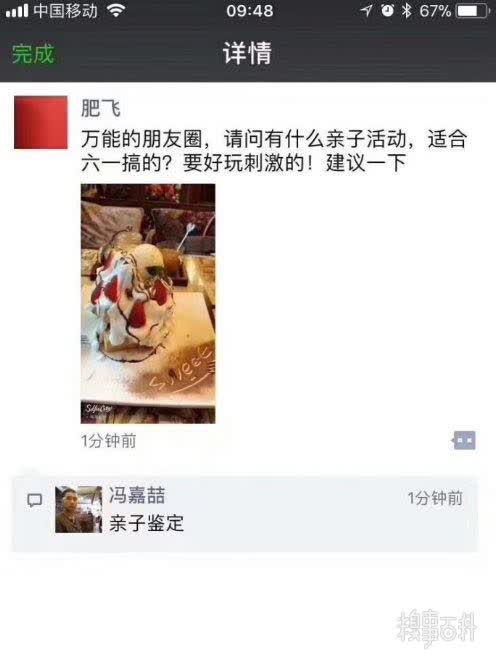 中国移动
09:48
67%
完成
详情
肥飞
万能的朋友圈，请问有什么亲子活动，适合
六一搞的？要好玩刺激的！建议一下
Sweet
1分钟前
冯嘉喆
1分钟前
亲子鉴定
糗事百科